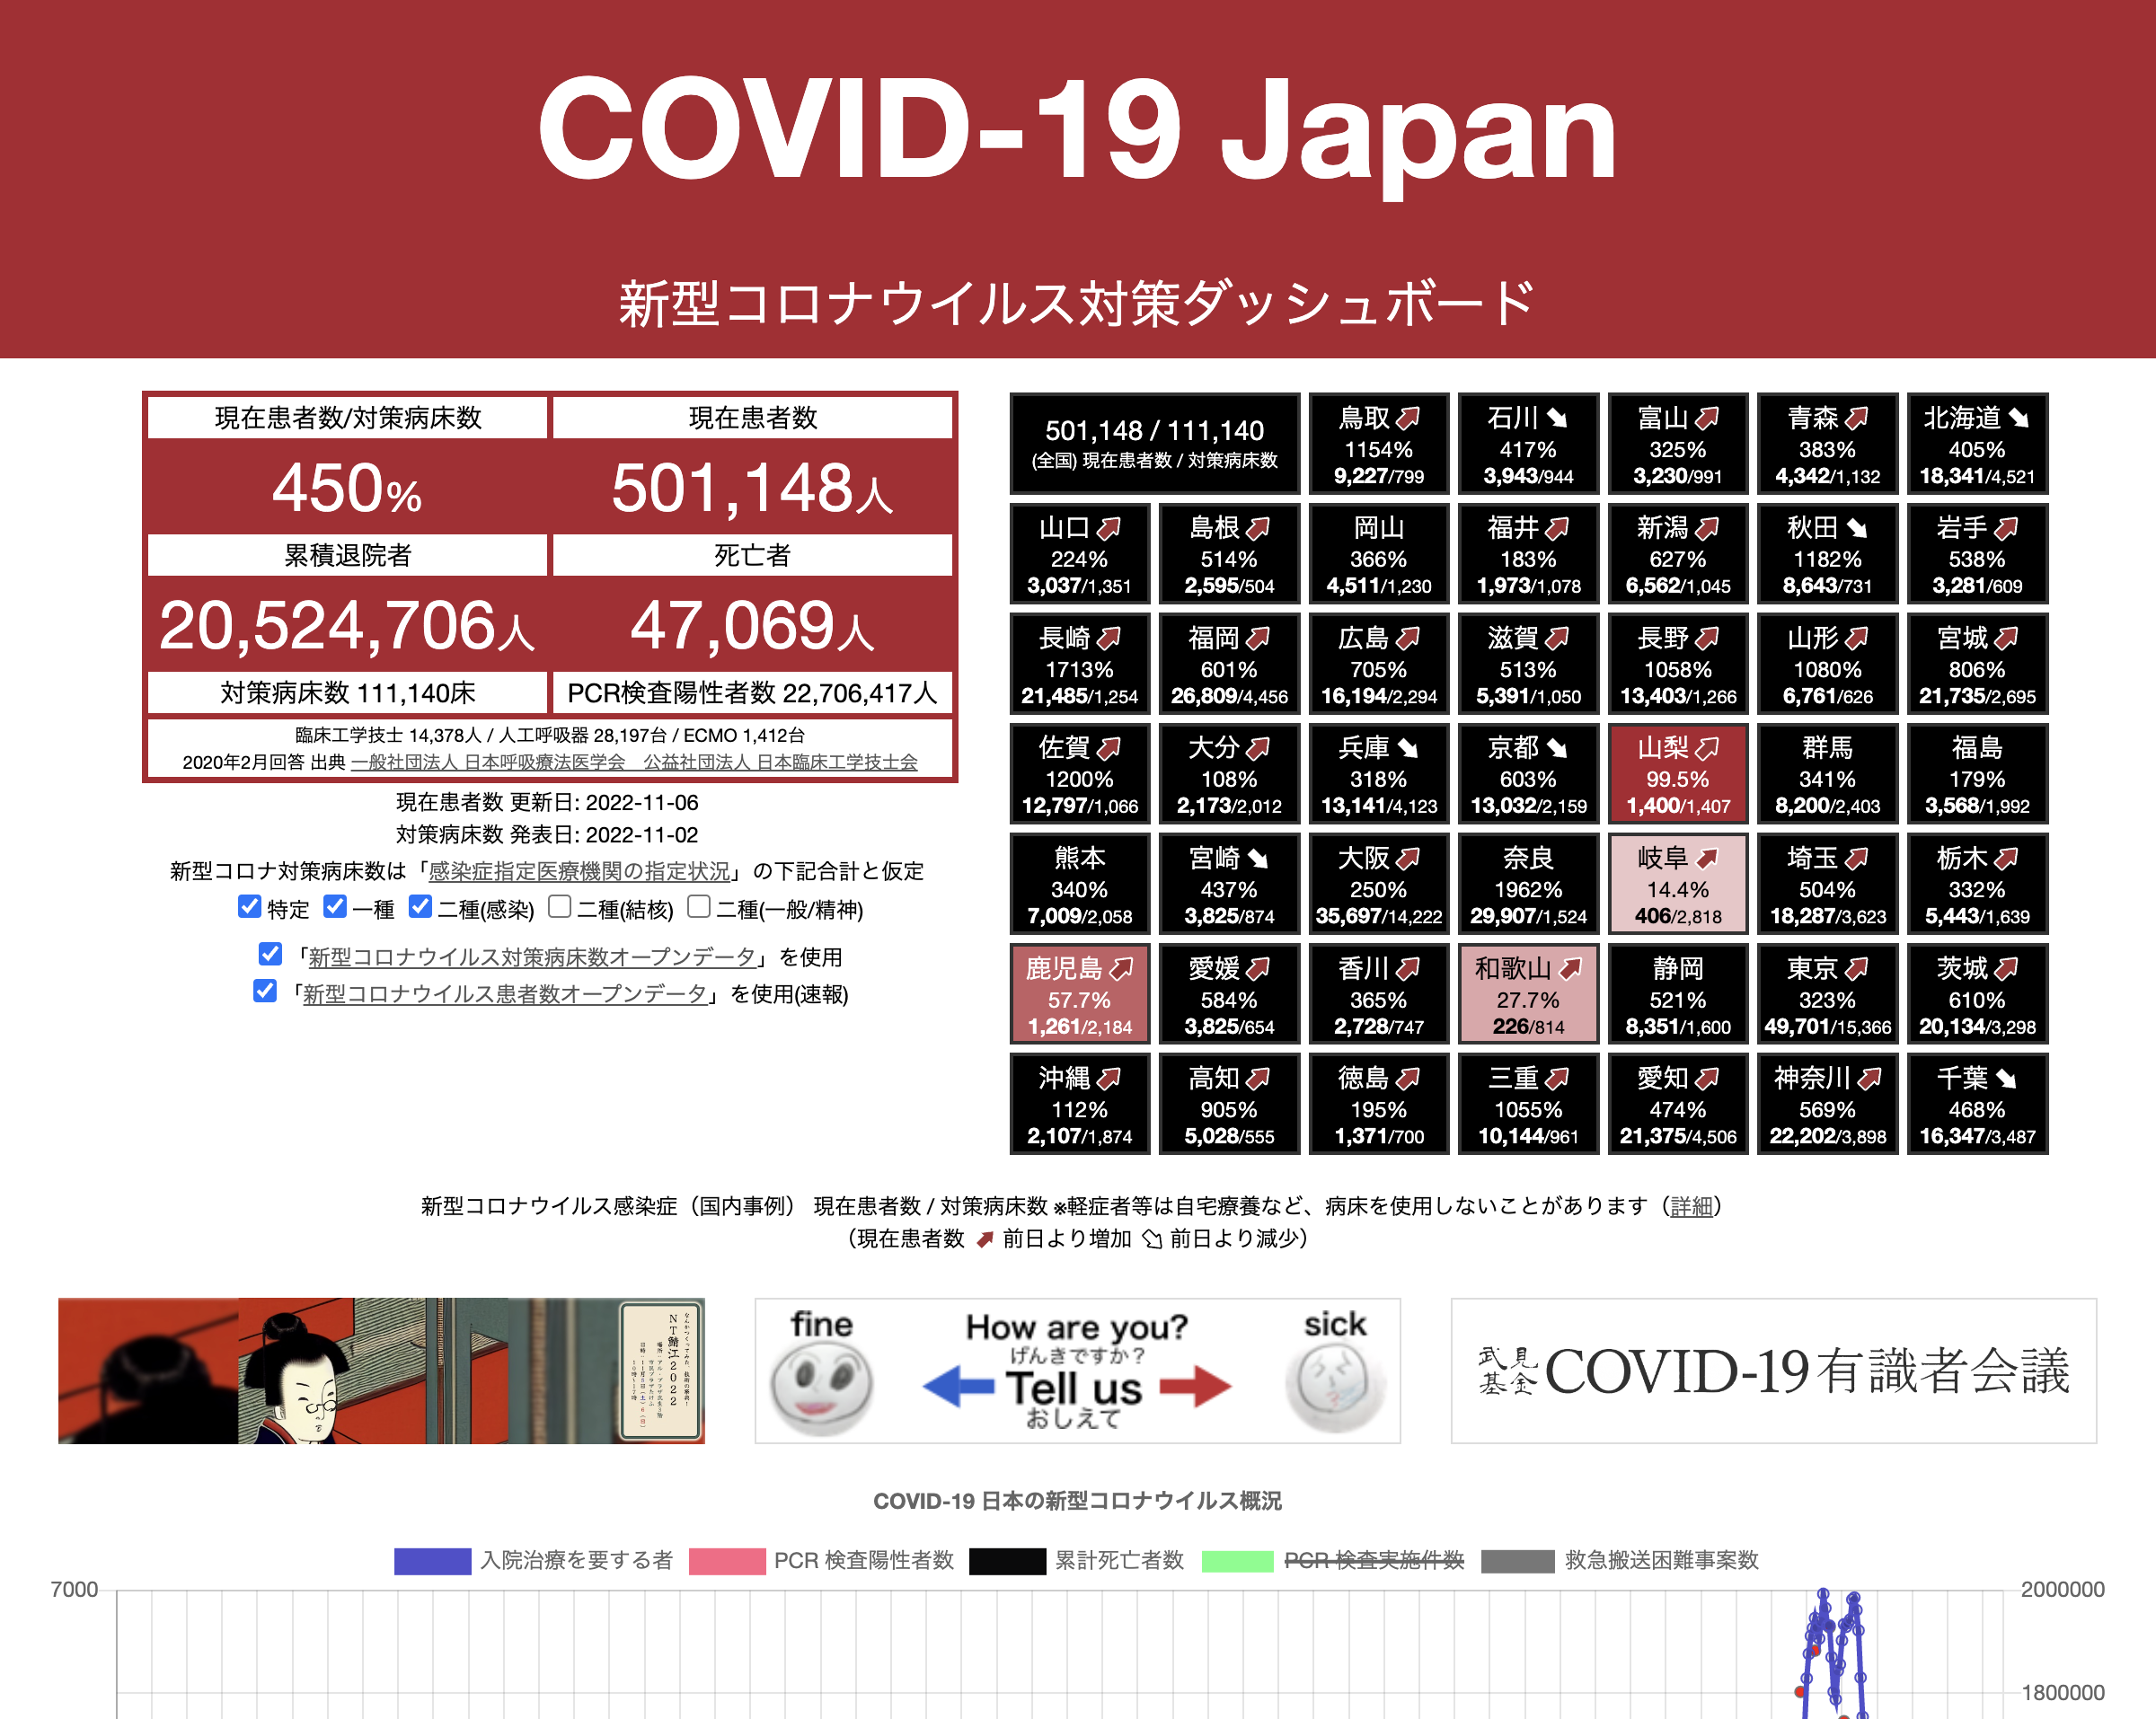 COVID-19 Japan
新型コロナウイルス対策ダッシュボード
現在患者数/対策病床数
現在患者数
450%
501,148人
累積退院者
死亡者
20,524,706人
47,069人
対策病床数 111,140床
PCR検査陽性者数 22,706,417人
臨床工学技士 14,378人 / 人工呼吸器 28,197台 / ECMO 1,412台
2020年2月回答 出典 一般社団法人 日本呼吸療法医学会　公益社団法人 日本臨床工学技士会
現在患者数 更新日: 2022-11-06
対策病床数 発表日: 2022-11-02
新型コロナ対策病床数は「感染症指定医療機関の指定状況」の下記合計と仮定
特定 一種 二種(感染) 二種(結核) 二種(一般/精神)
「新型コロナウイルス対策病床数オープンデータ」を使用
「新型コロナウイルス患者数オープンデータ」を使用(速報)
501,148 / 111,140
(全国) 現在患者数 / 対策病床数
鳥取
1154%
9,227/799
石川
417%
3,943/944
富山
325%
3,230/991
青森
383%
4,342/1,132
北海道
405%
18,341/4,521
山口
224%
3,037/1,351
島根
514%
2,595/504
岡山
366%
4,511/1,230
福井
183%
1,973/1,078
新潟
627%
6,562/1,045
秋田
1182%
8,643/731
岩手
538%
3,281/609
長崎
1713%
21,485/1,254
福岡
601%
26,809/4,456
広島
705%
16,194/2,294
滋賀
513%
5,391/1,050
長野
1058%
13,403/1,266
山形
1080%
6,761/626
宮城
806%
21,735/2,695
佐賀
1200%
12,797/1,066
大分
108%
2,173/2,012
兵庫
318%
13,141/4,123
京都
603%
13,032/2,159
山梨
99.5%
1,400/1,407
群馬
341%
8,200/2,403
福島
179%
3,568/1,992
熊本
340%
7,009/2,058
宮崎
437%
3,825/874
大阪
250%
35,697/14,222
奈良
1962%
29,907/1,524
岐阜
14.4%
406/2,818
埼玉
504%
18,287/3,623
栃木
332%
5,443/1,639
鹿児島
57.7%
1,261/2,184
愛媛
584%
3,825/654
香川
365%
2,728/747
和歌山
27.7%
226/814
静岡
521%
8,351/1,600
東京
323%
49,701/15,366
茨城
610%
20,134/3,298
沖縄
112%
2,107/1,874
高知
905%
5,028/555
徳島
195%
1,371/700
三重
1055%
10,144/961
愛知
474%
21,375/4,506
神奈川
569%
22,202/3,898
千葉
468%
16,347/3,487
新型コロナウイルス感染症（国内事例） 現在患者数 / 対策病床数 ※軽症者等は自宅療養など、病床を使用しないことがあります（詳細）
（現在患者数 前日より増加 前日より減少）
NT鯖江2022
fine
How are you?
げんきですか？
Tell us
おしえて
sick
武見基金
COVID-19有識者会議
COVID-19 日本の新型コロナウイルス概況
入院治療を要する者 PCR 検査陽性者数 累計死亡者数 PCR 検査実施件数 救急搬送困難事案数
7000
2000000
1800000